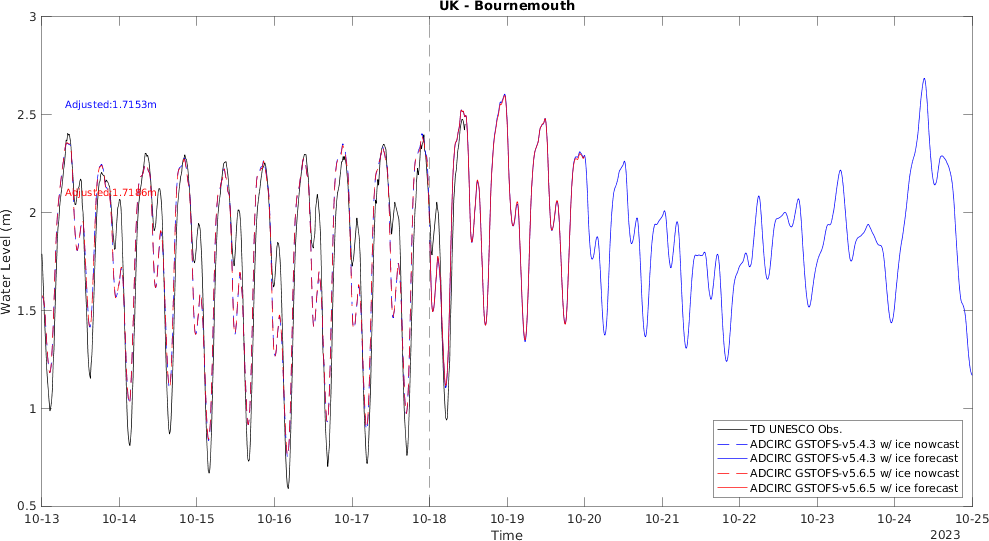 UK - Bournemouth
3
2.5
2
1.5
1
0.5
Water Level (m)
Adjusted:1.7153m
Adjusted:1.7186m
TD UNESCO Obs.
ADCIRC GSTOFS-v5.4.3 w/ ice nowcast
ADCIRC GSTOFS-v5.4.3 w/ ice forecast
ADCIRC GSTOFS-v5.6.5 w/ ice nowcast
ADCIRC GSTOFS-v5.6.5 w/ ice forecast
10-13 10-14 10-15 10-16 10-17 10-18 10-19 10-20 10-21 10-22 10-23 10-24 10-25
Time
2023